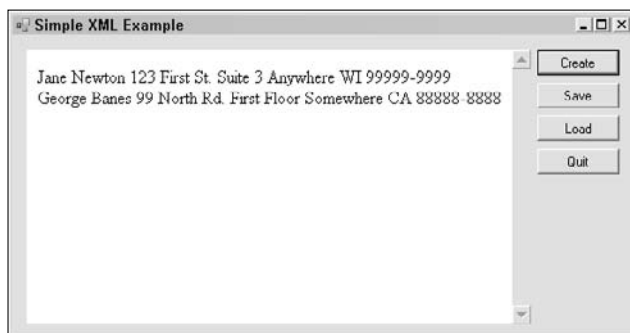 Simple XML Example
Jane Newton 123 First St. Suite 3 Anywhere WI 99999-9999
George Banes 99 North Rd. First Floor Somewhere CA 88888-8888
Create
Save
Load
Quit